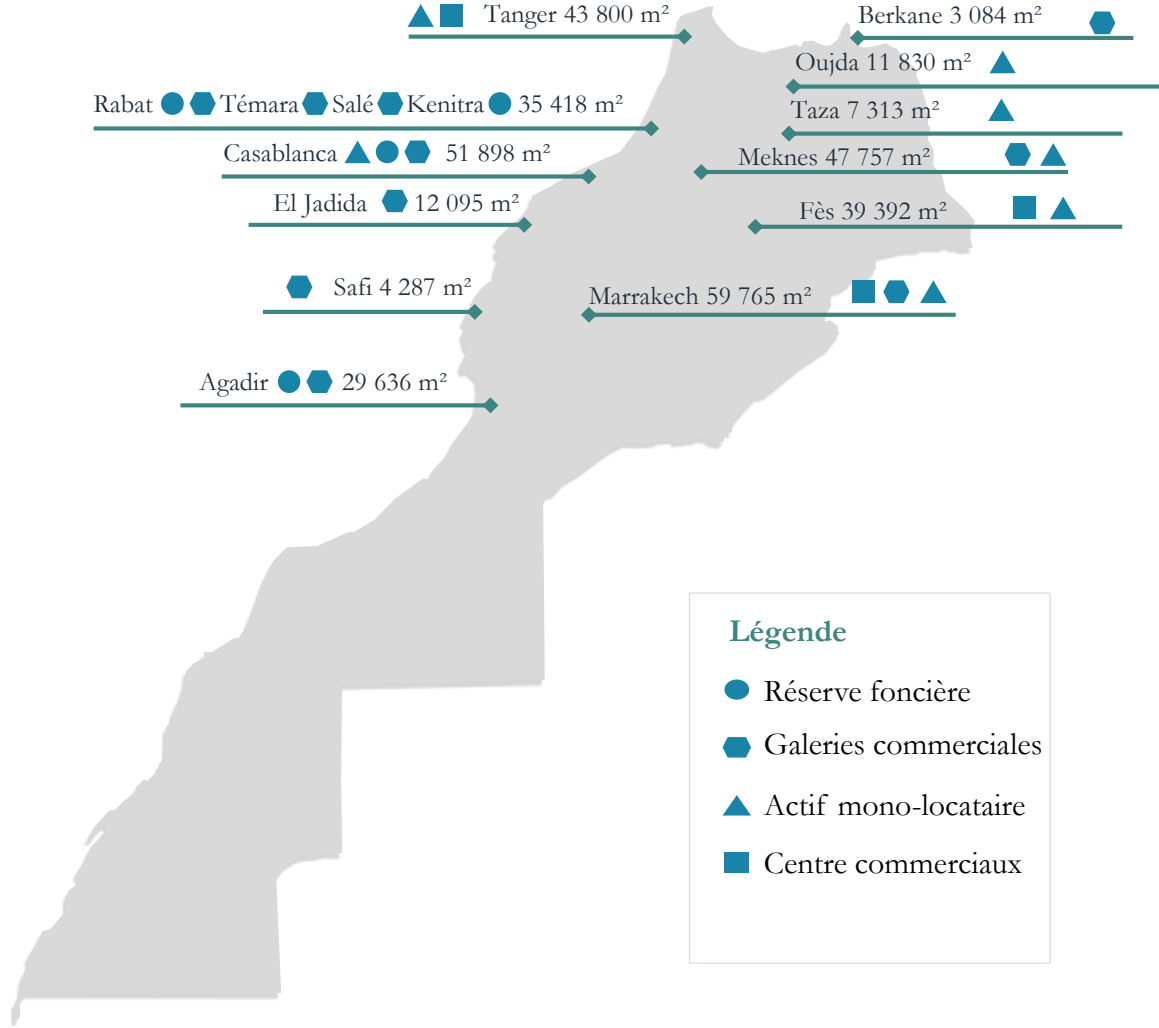 Tanger 43 800 m²
Berkane 3 084 m²
Oujda 11 830 m²
Rabat Témara Salé Kenitra 35 418 m²
Taza 7 313 m²
Casablanca 51 898 m²
Meknes 47 757 m²
El Jadida 12 095 m²
Fès 39 392 m²
Safi 4 287 m²
Marrakech 59 765 m²
Agadir 29 636 m²
Légende
Réserve foncière
Galeries commerciales
Actif mono-locataire
Centre commerciaux